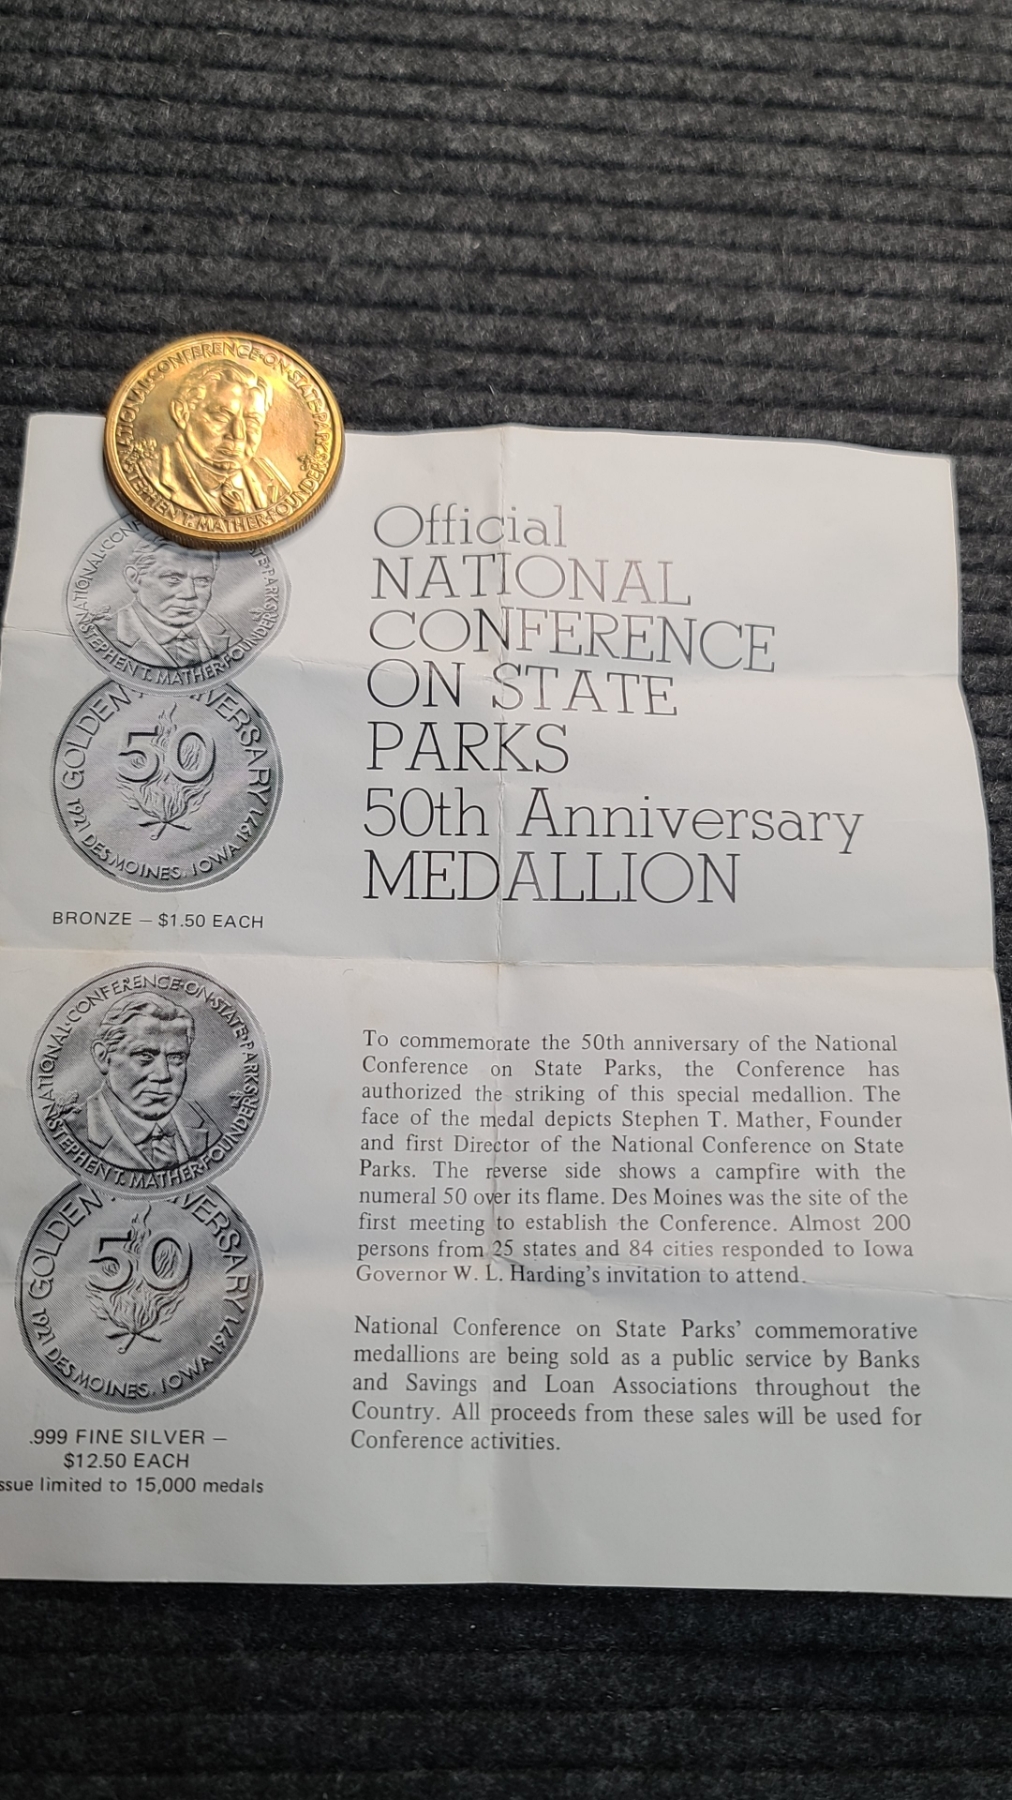 NATIONAL·CONFERENCE·ON·STATE·PARKS
STEPHEN T. MATHER·FOUNDER
NATIONAL·CONF
TE·PARKS
STEPHEN T. MATHER·FOUNDER
GOLDEN
VERSARY
50
1921 DES MOINES, IOWA 1971
BRONZE — $1.50 EACH
Official
NATIONAL
CONFERENCE
ON STATE
PARKS
50th Anniversary
MEDALLION
NATIONAL·CONFERENCE·ON·STATE·PARKS
STEPHEN T. MATHER·FOUNDER
GOLDEN
VERSARY
50
1921 DES MOINES, IOWA 1971
.999 FINE SILVER —
$12.50 EACH
ssue limited to 15,000 medals
To commemorate the 50th anniversary of the National
Conference on State Parks, the Conference has
authorized the striking of this special medallion. The
face of the medal depicts Stephen T. Mather, Founder
and first Director of the National Conference on State
Parks. The reverse side shows a campfire with the
numeral 50 over its flame. Des Moines was the site of the
first meeting to establish the Conference. Almost 200
persons from 25 states and 84 cities responded to Iowa
Governor W. L. Harding's invitation to attend.
National Conference on State Parks' commemorative
medallions are being sold as a public service by Banks
and Savings and Loan Associations throughout the
Country. All proceeds from these sales will be used for
Conference activities.